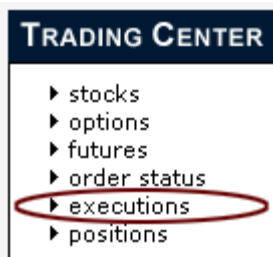 TRADING CENTER
stocks
options
futures
order status
executions
positions